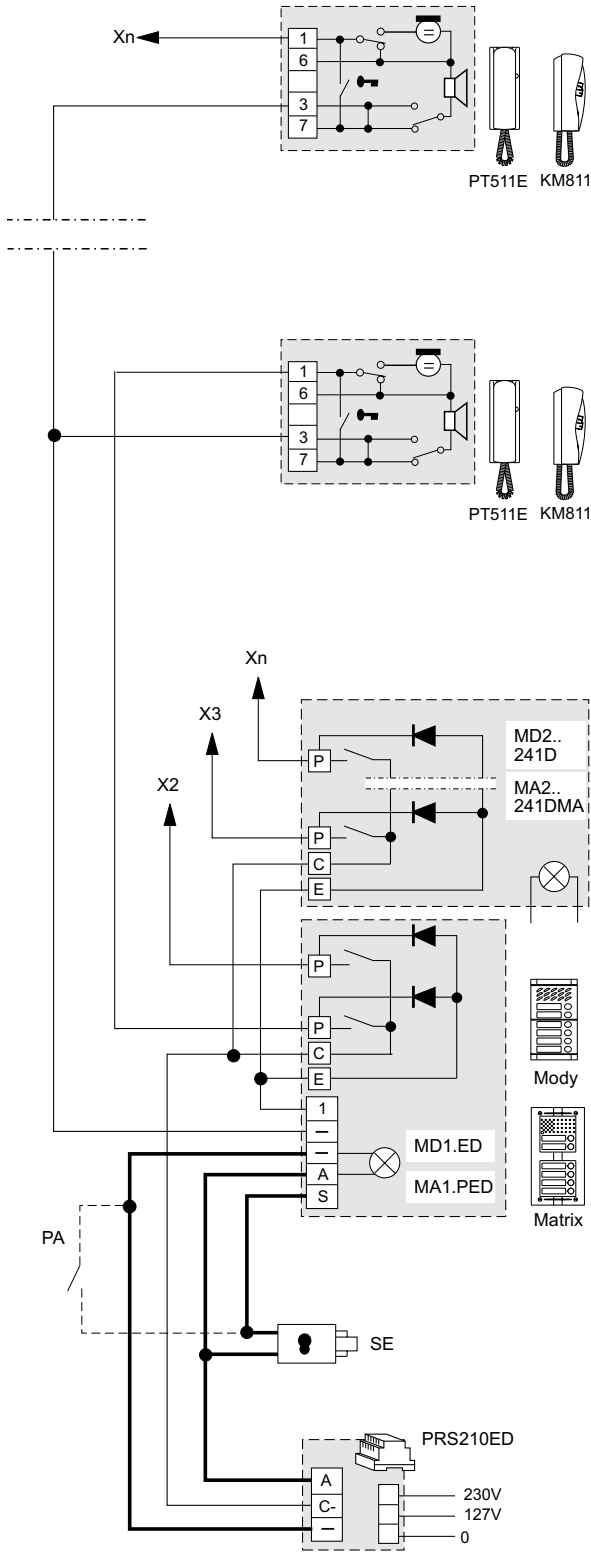 Xn
1
6
3
7
PT511E KM811
1
6
3
7
PT511E KM811
Xn
X3
X2
P
MD2..
241D
MA2..
241DMA
P
C
E
P
P
C
E
1
–
–
A
S
MD1.ED
MA1.PED
Mody
Matrix
PA
SE
PRS210ED
A
C-
–
230V
127V
0